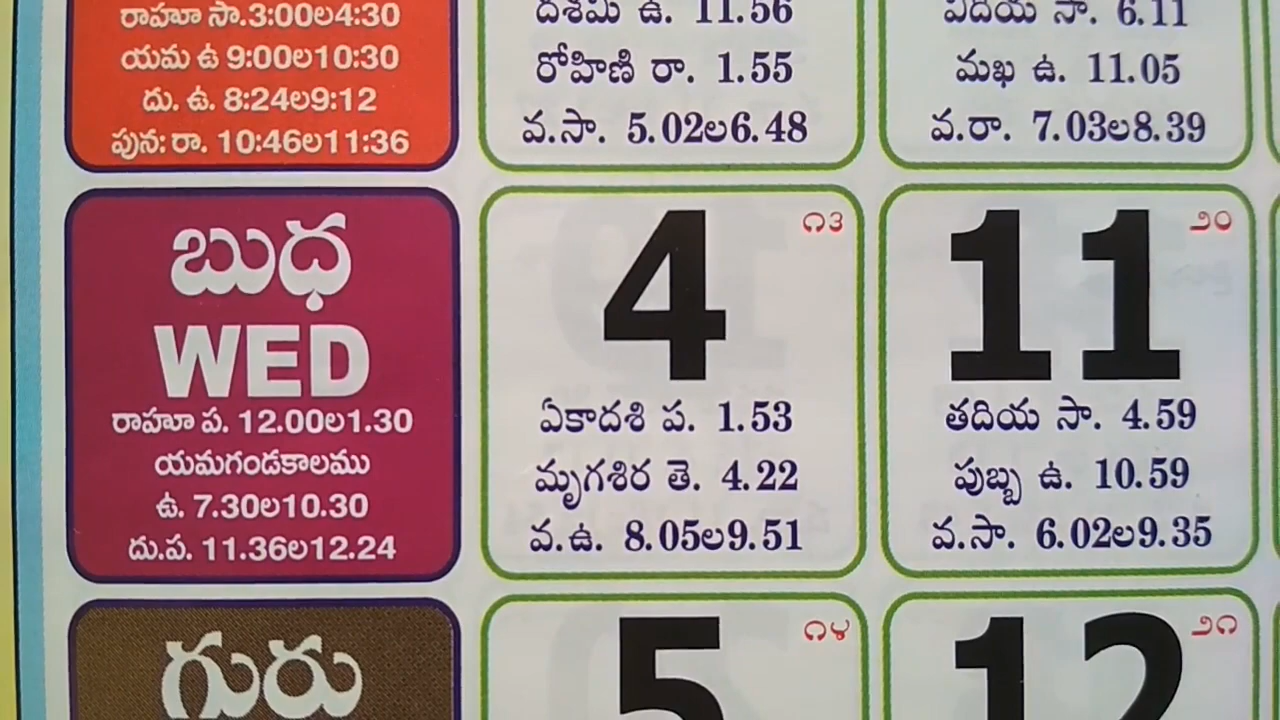 రాహూ సా.3:00ల4:30
యమ ఉ 9:00ల10:30
దు. ఉ. 8:24ల9:12
పున: రా. 10:46ల11:36
దశమి ఉ. 11.56
రోహిణి రా. 1.55
వ.సా. 5.02ల6.48
విదియ సా. 6.11
మఖ ఉ. 11.05
వ.రా. 7.03ల8.39
బుధ
WED
రాహూ ప. 12.00ల1.30
యమగండకాలము
ఉ. 7.30ల10.30
దు.ప. 11.36ల12.24
4
౧౩
ఏకాదశి ప. 1.53
మృగశిర తె. 4.22
వ.ఉ. 8.05ల9.51
11
౨౦
తదియ సా. 4.59
పుబ్బ ఉ. 10.59
వ.సా. 6.02ల9.35
గురు
5
౧౪
12
౨౧